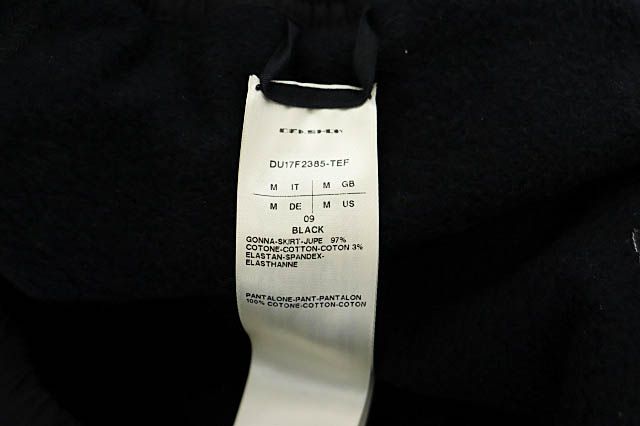 DRKSHDW
DU17F2385-TEF
M IT M GB
M DE M US
09
BLACK
GONNA-SKIRT-JUPE 97%
COTONE-COTTON-COTON 3%
ELASTAN-SPANDEX-
ELASTHANNE
PANTALONE-PANT-PANTALON
100% COTONE-COTTON-COTON